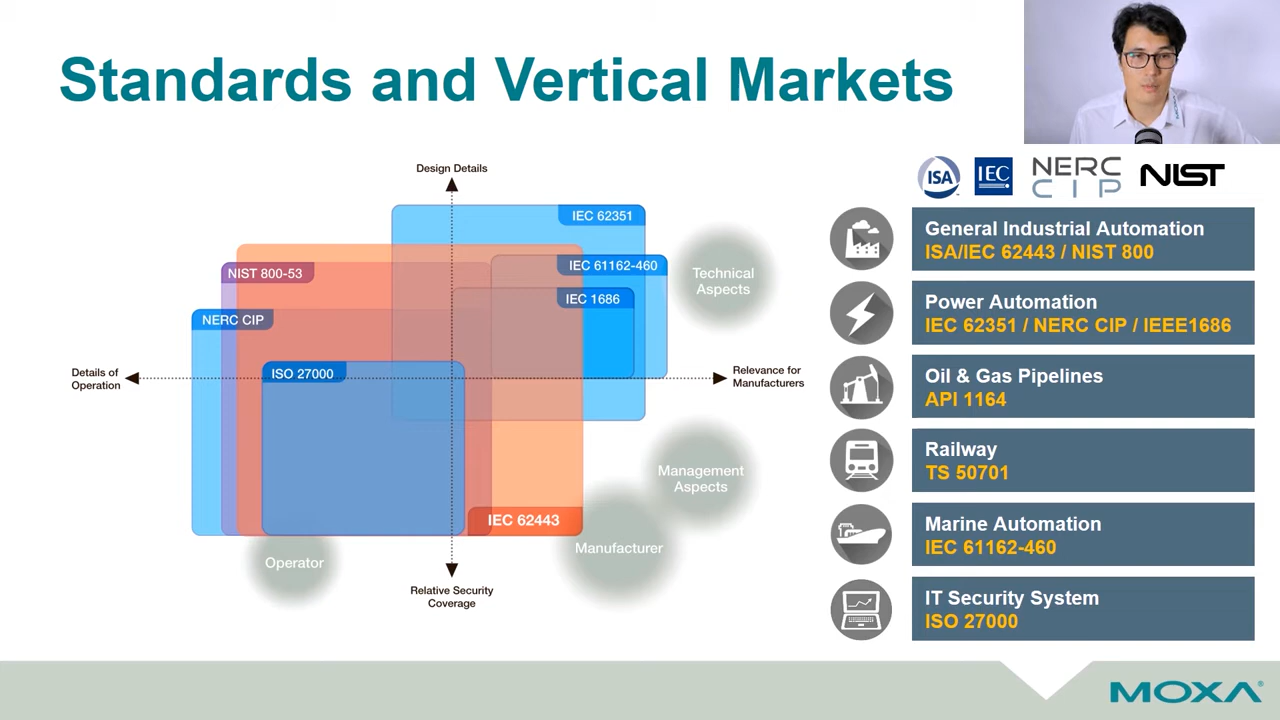 Standards and Vertical Markets
Design Details
IEC 62351
IEC 61162-460
NIST 800-53
IEC 1686
NERC CIP
ISO 27000
Details of
Operation
Relevance for
Manufacturers
Technical
Aspects
Management
Aspects
IEC 62443
Manufacturer
Operator
Relative Security
Coverage
ISA
IEC
NERC
CIP
NIST
General Industrial Automation
ISA/IEC 62443 / NIST 800
Power Automation
IEC 62351 / NERC CIP / IEEE1686
Oil & Gas Pipelines
API 1164
Railway
TS 50701
Marine Automation
IEC 61162-460
IT Security System
ISO 27000
MOXA®